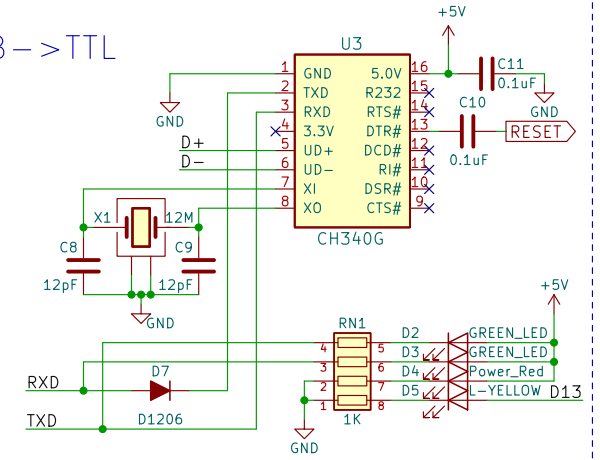 +5V
->TTL
U3
1 GND 5.0V 16
2 TXD R232 15
3 RXD RTS# 14
4 3.3V DTR# 13
5 UD+ DCD# 12
6 UD- RI# 11
7 XI DSR# 10
8 XO CTS# 9
CH340G
C11
0.1uF
GND
C10
0.1uF
RESET
GND
D+
D-
X1 12M
C8 C9
12pF 12pF
GND
+5V
RN1
4 5 D2 GREEN_LED
3 6 D3 GREEN_LED
2 7 D4 Power_Red
1 8 D5 L-YELLOW D13
1K
GND
RXD D7
TXD D1206